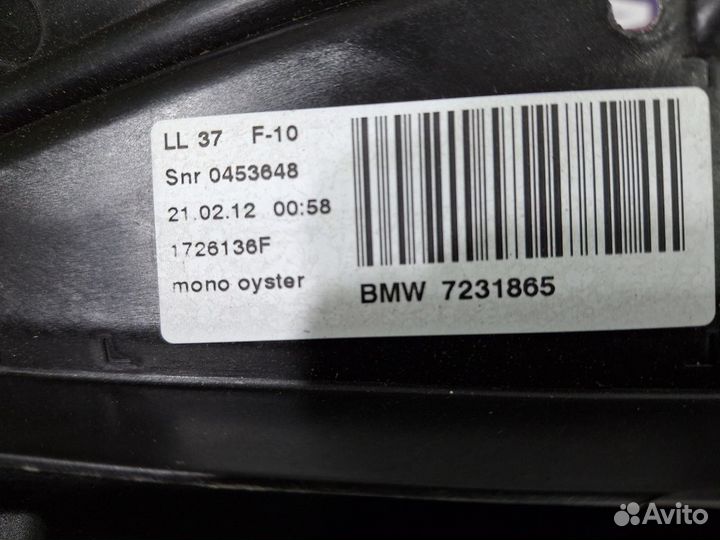 LL 37 F-10
Snr 0453648
21.02.12 00:58
1726136F
mono oyster
BMW 7231865
L
Avito